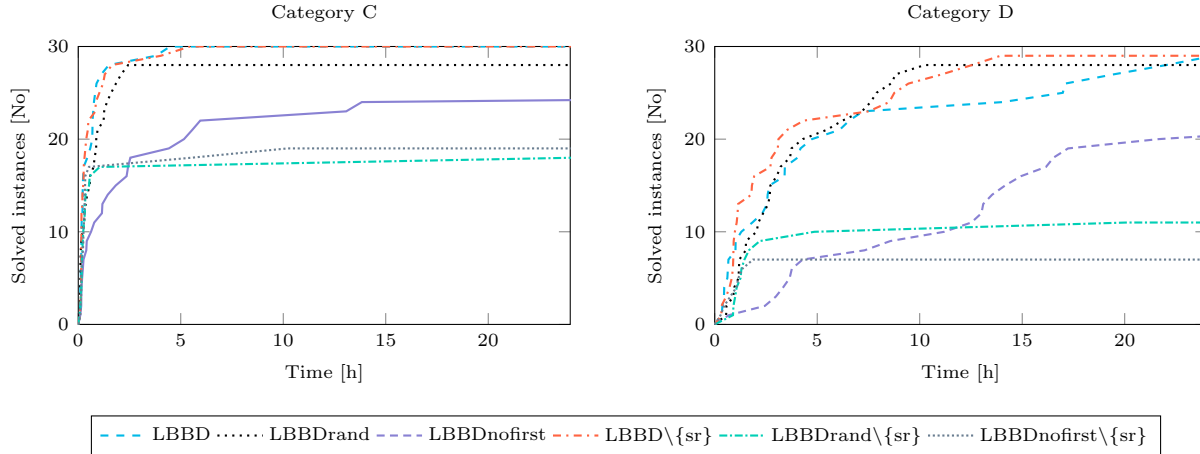 Category C
Category D
Solved instances [No]
30
20
10
0
0 5 10 15 20
Time [h]
Solved instances [No]
30
20
10
0
0 5 10 15 20
Time [h]
LBBD LBBDrand LBBDnofirst LBBD\{sr} LBBDrand\{sr} LBBDnofirst\{sr}